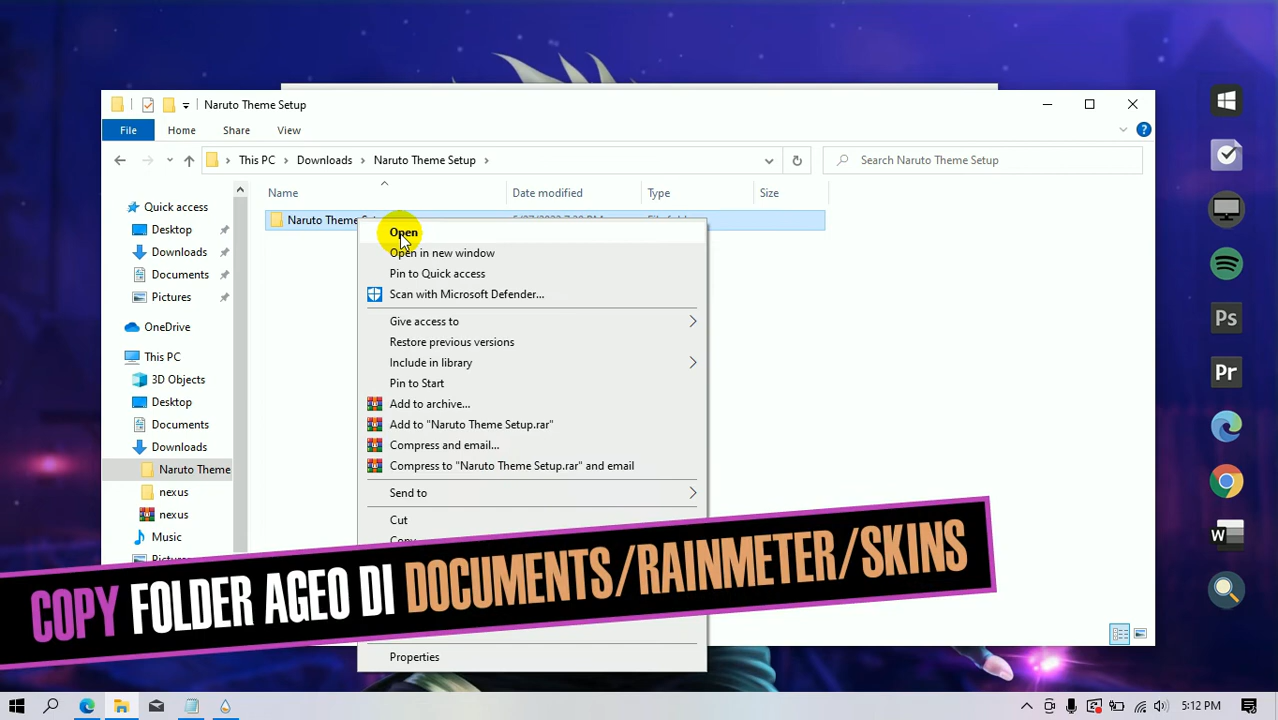 Naruto Theme Setup
File
Home
Share
View
This PC
Downloads
Naruto Theme Setup
Search Naruto Theme Setup
Name
Date modified
Type
Size
Quick access
Desktop
Downloads
Documents
Pictures
OneDrive
This PC
3D Objects
Desktop
Documents
Downloads
Naruto Theme
nexus
nexus
Music
Naruto Theme
Open
Open in new window
Pin to Quick access
Scan with Microsoft Defender...
Give access to
Restore previous versions
Include in library
Pin to Start
Add to archive...
Add to "Naruto Theme Setup.rar"
Compress and email...
Compress to "Naruto Theme Setup.rar" and email
Send to
Cut
Properties
COPY FOLDER AGEO DI DOCUMENTS/RAINMETER/SKINS
Ps
Pr
W
5:12 PM